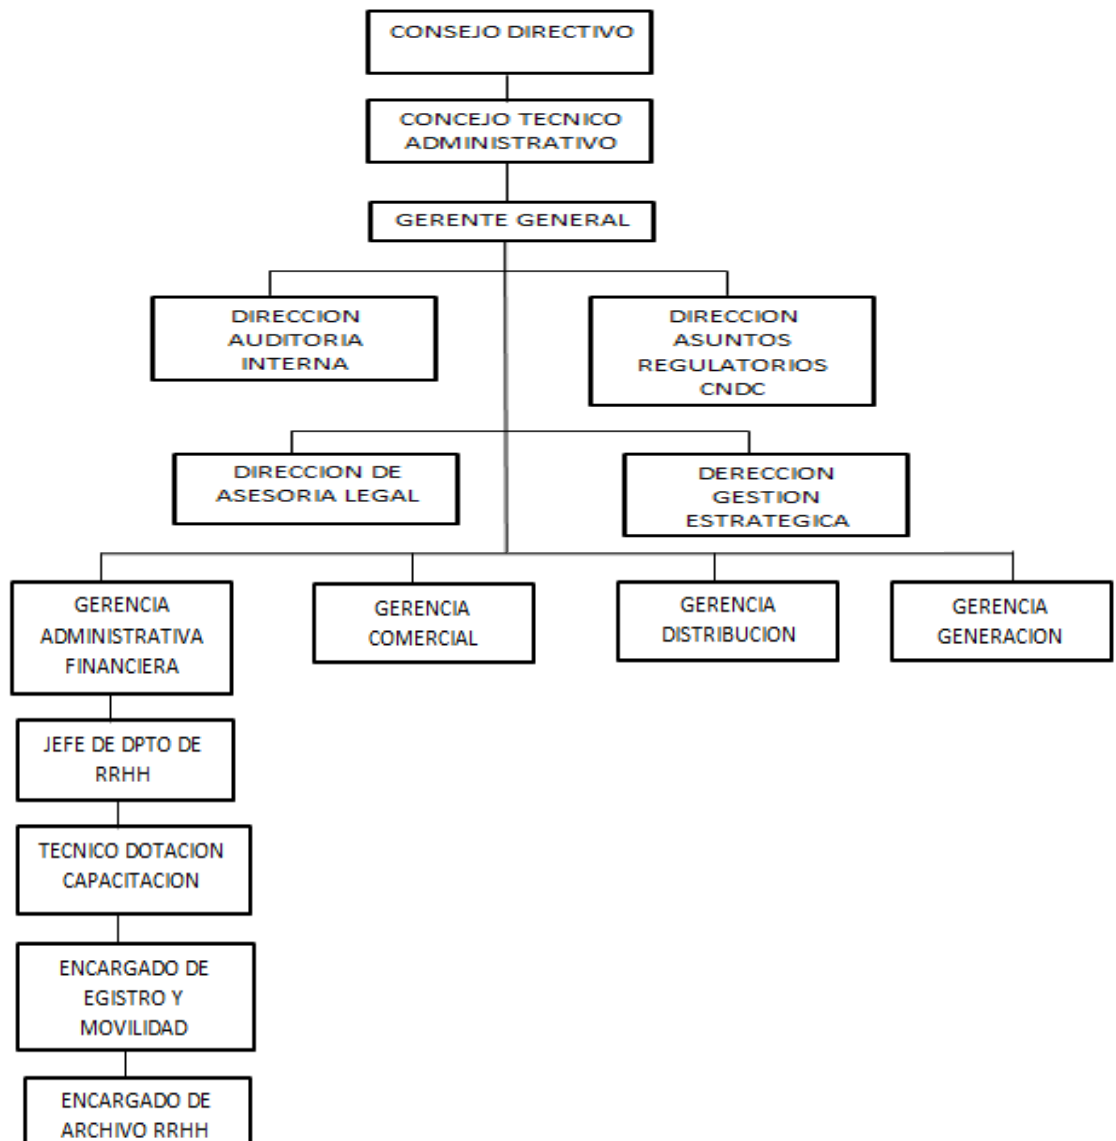 CONSEJO DIRECTIVO
CONCEJO TECNICO
ADMINISTRATIVO
GERENTE GENERAL
DIRECCION
AUDITORIA
INTERNA
DIRECCION
ASUNTOS
REGULATORIOS
CNDC
DIRECCION DE
ASESORIA LEGAL
DERECCION
GESTION
ESTRATEGICA
GERENCIA
ADMINISTRATIVA
FINANCIERA
GERENCIA
COMERCIAL
GERENCIA
DISTRIBUCION
GERENCIA
GENERACION
JEFE DE DPTO DE
RRHH
TECNICO DOTACION
CAPACITACION
ENCARGADO DE
EGISTRO Y
MOVILIDAD
ENCARGADO DE
ARCHIVO RRHH